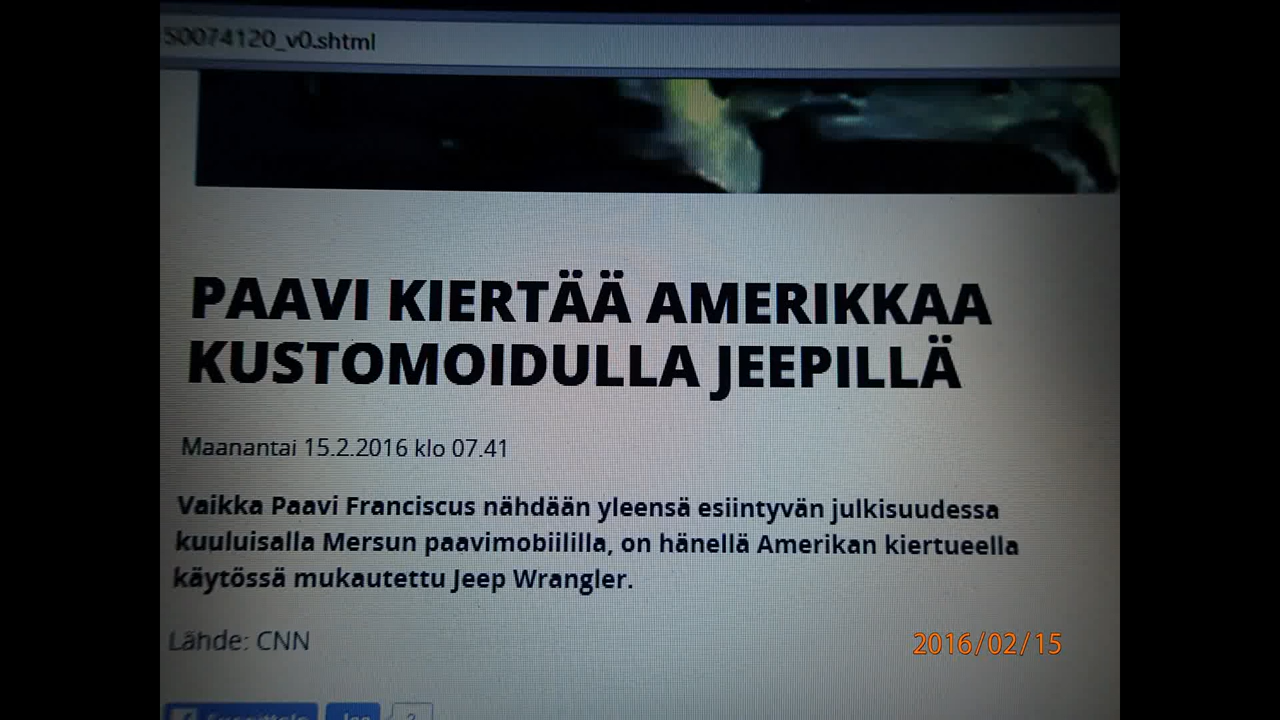 50074120_v0.shtml
PAAVI KIERTÄÄ AMERIKKAA
KUSTOMOIDULLA JEEPILLÄ
Maanantai 15.2.2016 klo 07.41
Vaikka Paavi Franciscus nähdään yleensä esiintyvän julkisuudessa
kuuluisalla Mersun paavimobiililla, on hänellä Amerikan kiertueella
käytössä mukautettu Jeep Wrangler.
Lähde: CNN
2016/02/15